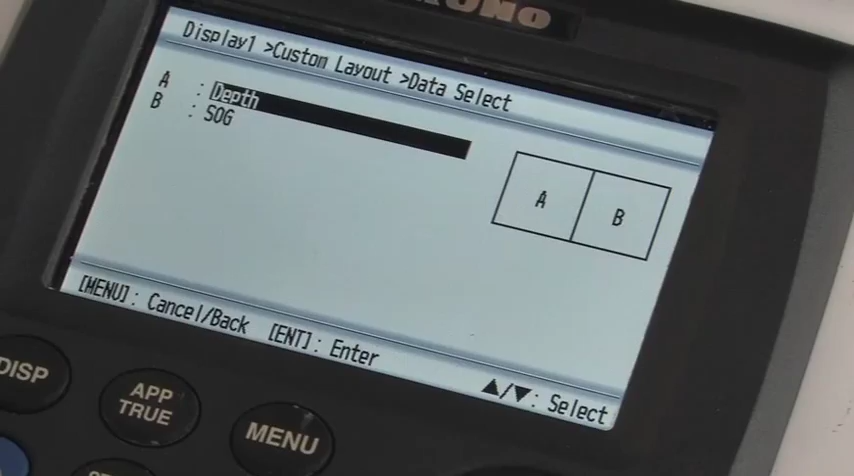 Display1 >Custom Layout >Data Select
A : Depth
B : SOG
A B
[MENU]: Cancel/Back [ENT]: Enter
▲/▼: Select
DISP
APP
TRUE
MENU